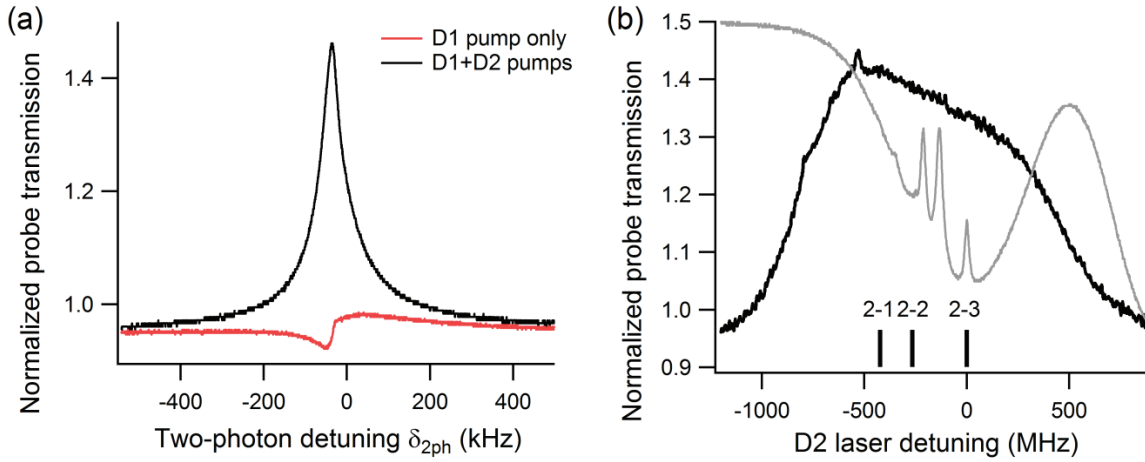 (a)
D1 pump only
D1+D2 pumps
1.4
1.2
1.0
Normalized probe transmission
-400 -200 0 200 400
Two-photon detuning δ2ph (kHz)
(b)
1.5
1.4
1.3
1.2
1.1
1.0
0.9
Normalized probe transmission
2-1 2-2 2-3
-1000 -500 0 500
D2 laser detuning (MHz)